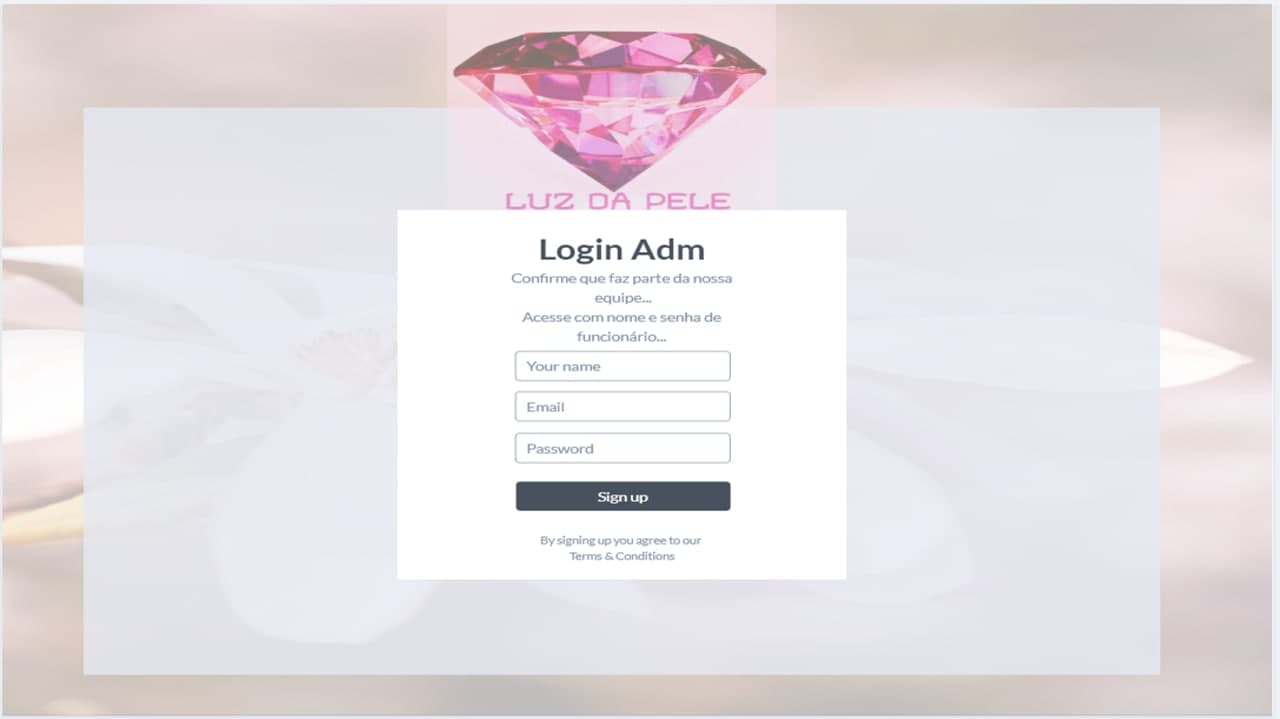 LUZ DA PELE
Login Adm
Confirme que faz parte da nossa
equipe...
Acesse com nome e senha de
funcionário...
Your name
Email
Password
Sign up
By signing up you agree to our
Terms & Conditions